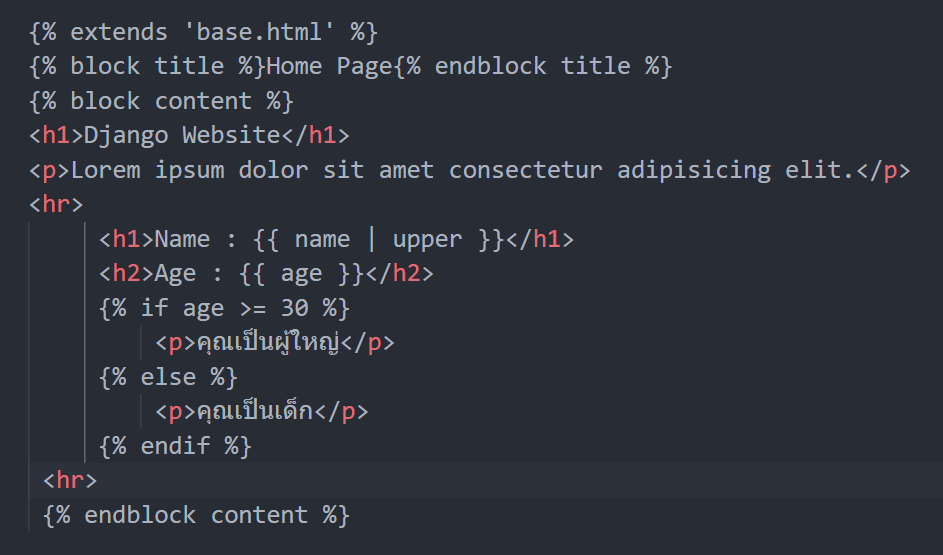 {% extends 'base.html' %}
{% block title %}Home Page{% endblock title %}
{% block content %}
<h1>Django Website</h1>
<p>Lorem ipsum dolor sit amet consectetur adipisicing elit.</p>
<hr>
<h1>Name : {{ name | upper }}</h1>
<h2>Age : {{ age }}</h2>
{% if age >= 30 %}
<p>คุณเป็นผู้ใหญ่</p>
{% else %}
<p>คุณเป็นเด็ก</p>
{% endif %}
<hr>
{% endblock content %}